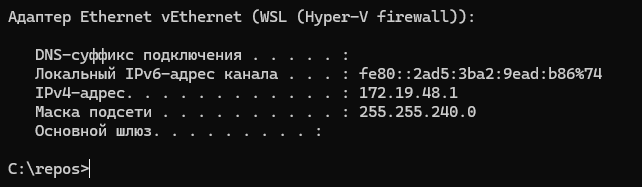 Адаптер Ethernet vEthernet (WSL (Hyper-V firewall)):
DNS-суффикс подключения . . . . . :
Локальный IPv6-адрес канала . . . : fe80::2ad5:3ba2:9ead:b86%74
IPv4-адрес. . . . . . . . . . . . : 172.19.48.1
Маска подсети . . . . . . . . . . : 255.255.240.0
Основной шлюз. . . . . . . . . :
C:\repos>